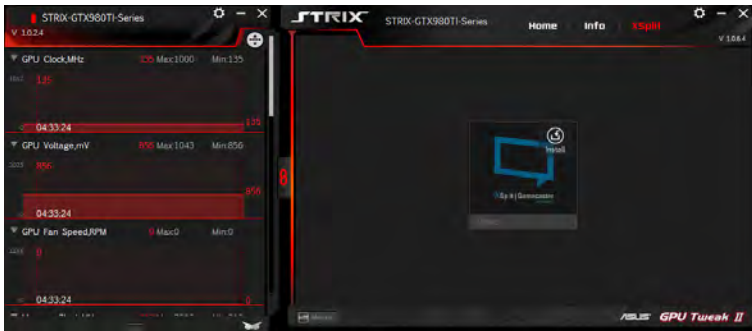 STRIX-GTX980TI-Series
V 1.0.2.4
GPU Clock,MHz 135 Max:1000 Min:135
135
135
04:33:24
GPU Voltage,mV 856 Max:1043 Min:856
856
856
04:33:24
GPU Fan Speed,RPM 0 Max:0 Min:0
0
0
04:33:24
STRIX STRIX-GTX980TI-Series Home Info XSplit
V 1.0.6.4
Install
XSplit | Gamecaster
ASUS GPU Tweak II